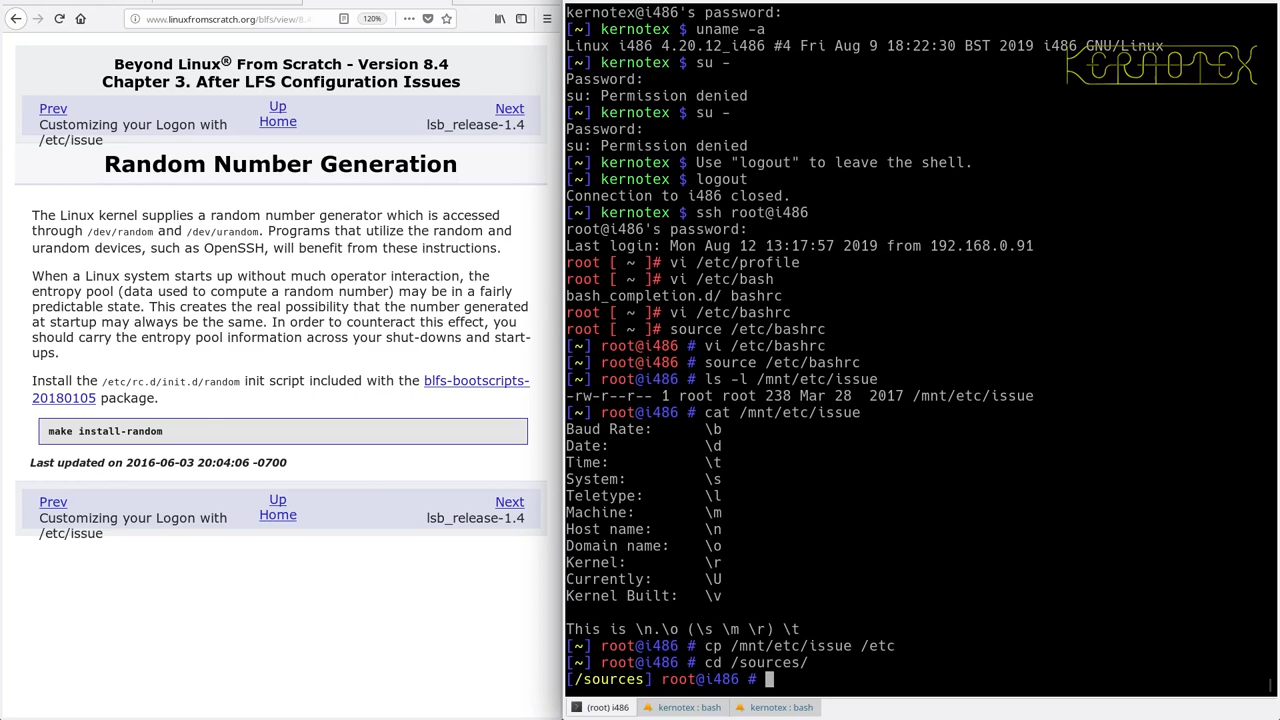 www.linuxfromscratch.org/blfs/view/8.4
120%
Beyond Linux® From Scratch - Version 8.4
Chapter 3. After LFS Configuration Issues
Prev
Up
Next
Customizing your Logon with
/etc/issue
Home
lsb_release-1.4
Random Number Generation
The Linux kernel supplies a random number generator which is accessed
through /dev/random and /dev/urandom. Programs that utilize the random and
urandom devices, such as OpenSSH, will benefit from these instructions.
When a Linux system starts up without much operator interaction, the
entropy pool (data used to compute a random number) may be in a fairly
predictable state. This creates the real possibility that the number generated
at startup may always be the same. In order to counteract this effect, you
should carry the entropy pool information across your shut-downs and start-
ups.
Install the /etc/rc.d/init.d/random init script included with the blfs-bootscripts-
20180105 package.
make install-random
Last updated on 2016-06-03 20:04:06 -0700
Prev
Up
Next
Customizing your Logon with
/etc/issue
Home
lsb_release-1.4
kernotex@i486's password:
[~] kernotex $ uname -a
Linux i486 4.20.12_i486 #4 Fri Aug 9 18:22:30 BST 2019 i486 GNU/Linux
[~] kernotex $ su -
Password:
su: Permission denied
[~] kernotex $ su -
Password:
su: Permission denied
[~] kernotex $ Use "logout" to leave the shell.
[~] kernotex $ logout
Connection to i486 closed.
[~] kernotex $ ssh root@i486
root@i486's password:
Last login: Mon Aug 12 13:17:57 2019 from 192.168.0.91
root [ ~ ]# vi /etc/profile
root [ ~ ]# vi /etc/bash
bash_completion.d/ bashrc
root [ ~ ]# vi /etc/bashrc
root [ ~ ]# source /etc/bashrc
[~] root@i486 # vi /etc/bashrc
[~] root@i486 # source /etc/bashrc
[~] root@i486 # ls -l /mnt/etc/issue
-rw-r--r-- 1 root root 238 Mar 28  2017 /mnt/etc/issue
[~] root@i486 # cat /mnt/etc/issue
Baud Rate:    \b
Date:         \d
Time:         \t
System:       \s
Teletype:     \l
Machine:      \m
Host name:    \n
Domain name:  \o
Kernel:       \r
Currently:    \U
Kernel Built: \v
This is \n.\o (\s \m \r) \t
[~] root@i486 # cp /mnt/etc/issue /etc
[~] root@i486 # cd /sources/
[/sources] root@i486 #
KERNOTEX
(root) i486
kernotex : bash
kernotex : bash